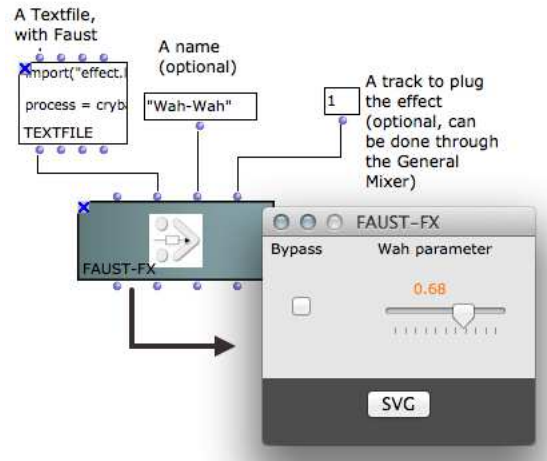 A Textfile,
with Faust
import("effect.l
process = cryba
TEXTFILE
A name
(optional)
"Wah-Wah"
1
A track to plug
the effect
(optional, can
be done through
the General
Mixer)
FAUST-FX
FAUST-FX
Bypass
Wah parameter
0.68
SVG